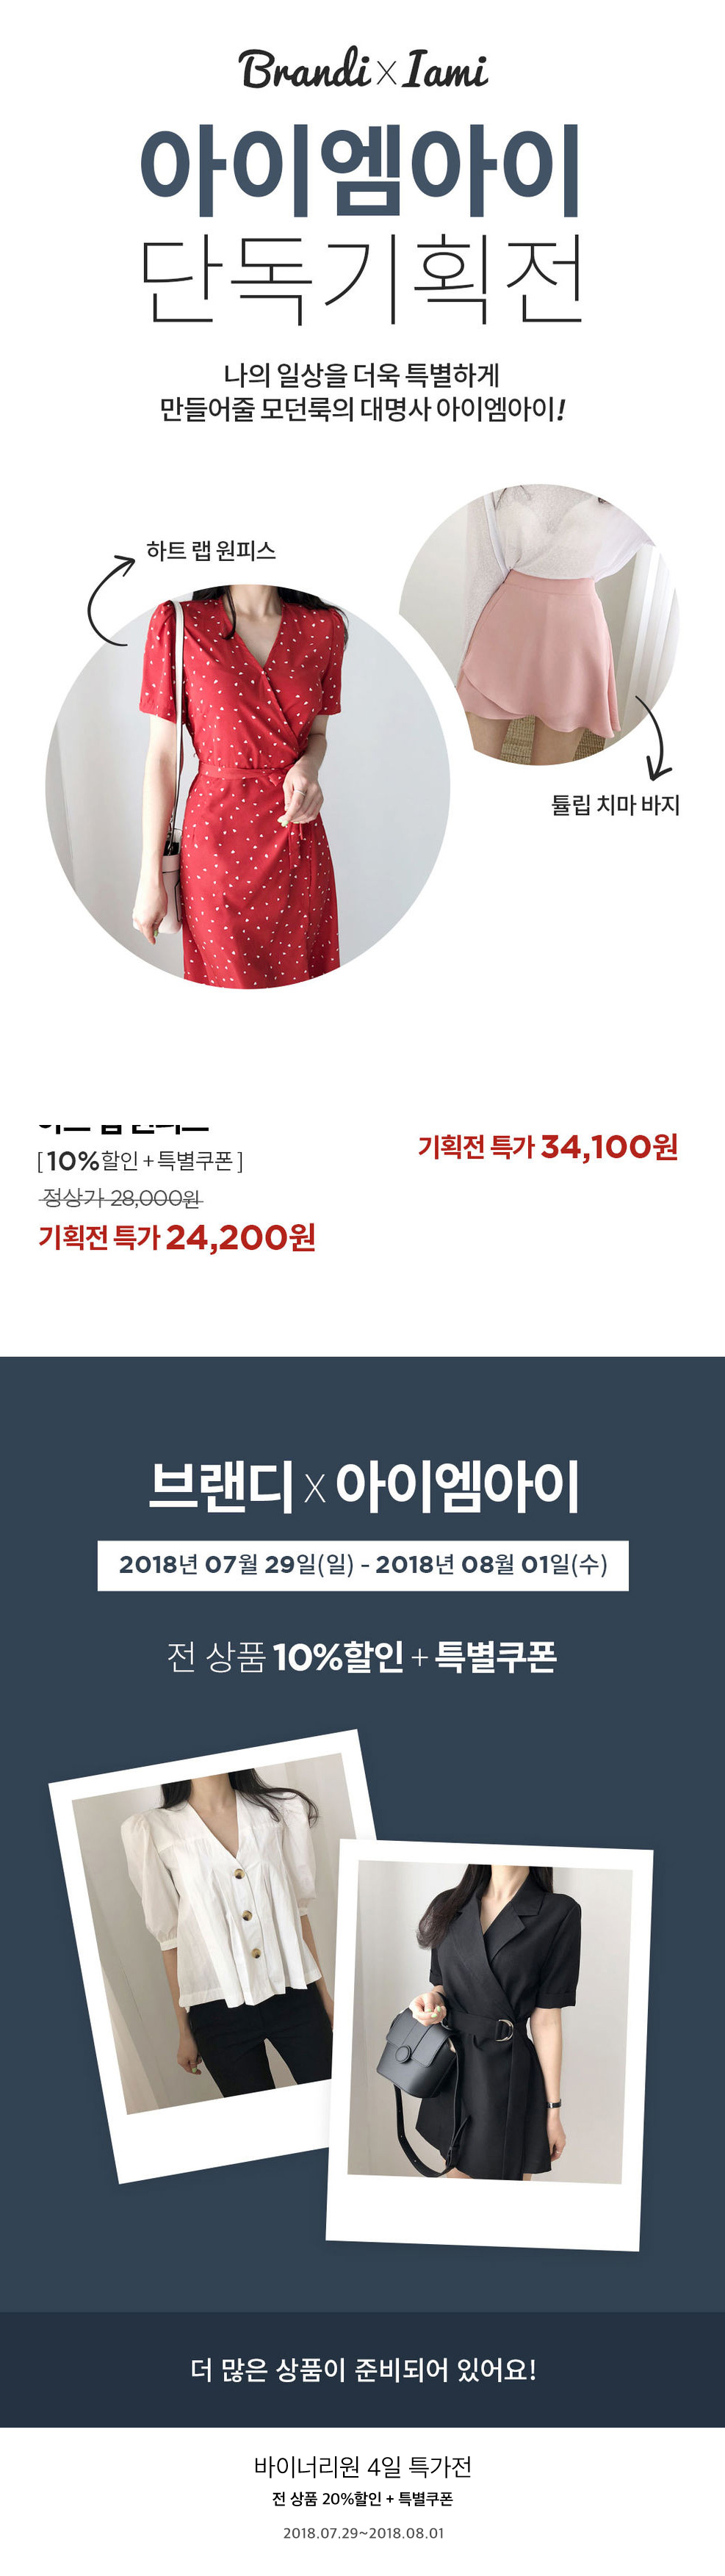 Brandi X Iami
아이엠아이
단독기획전
나의 일상을 더욱 특별하게
만들어줄 모던룩의 대명사 아이엠아이!
하트 랩 원피스
튤립 치마 바지
[ 10%할인 + 특별쿠폰 ]
정상가 28,000원
기획전 특가 24,200원
기획전 특가 34,100원
브랜디 X 아이엠아이
2018년 07월 29일(일) - 2018년 08월 01일(수)
전 상품 10%할인 + 특별쿠폰
더 많은 상품이 준비되어 있어요!
바이너리원 4일 특가전
전 상품 20%할인 + 특별쿠폰
2018.07.29~2018.08.01